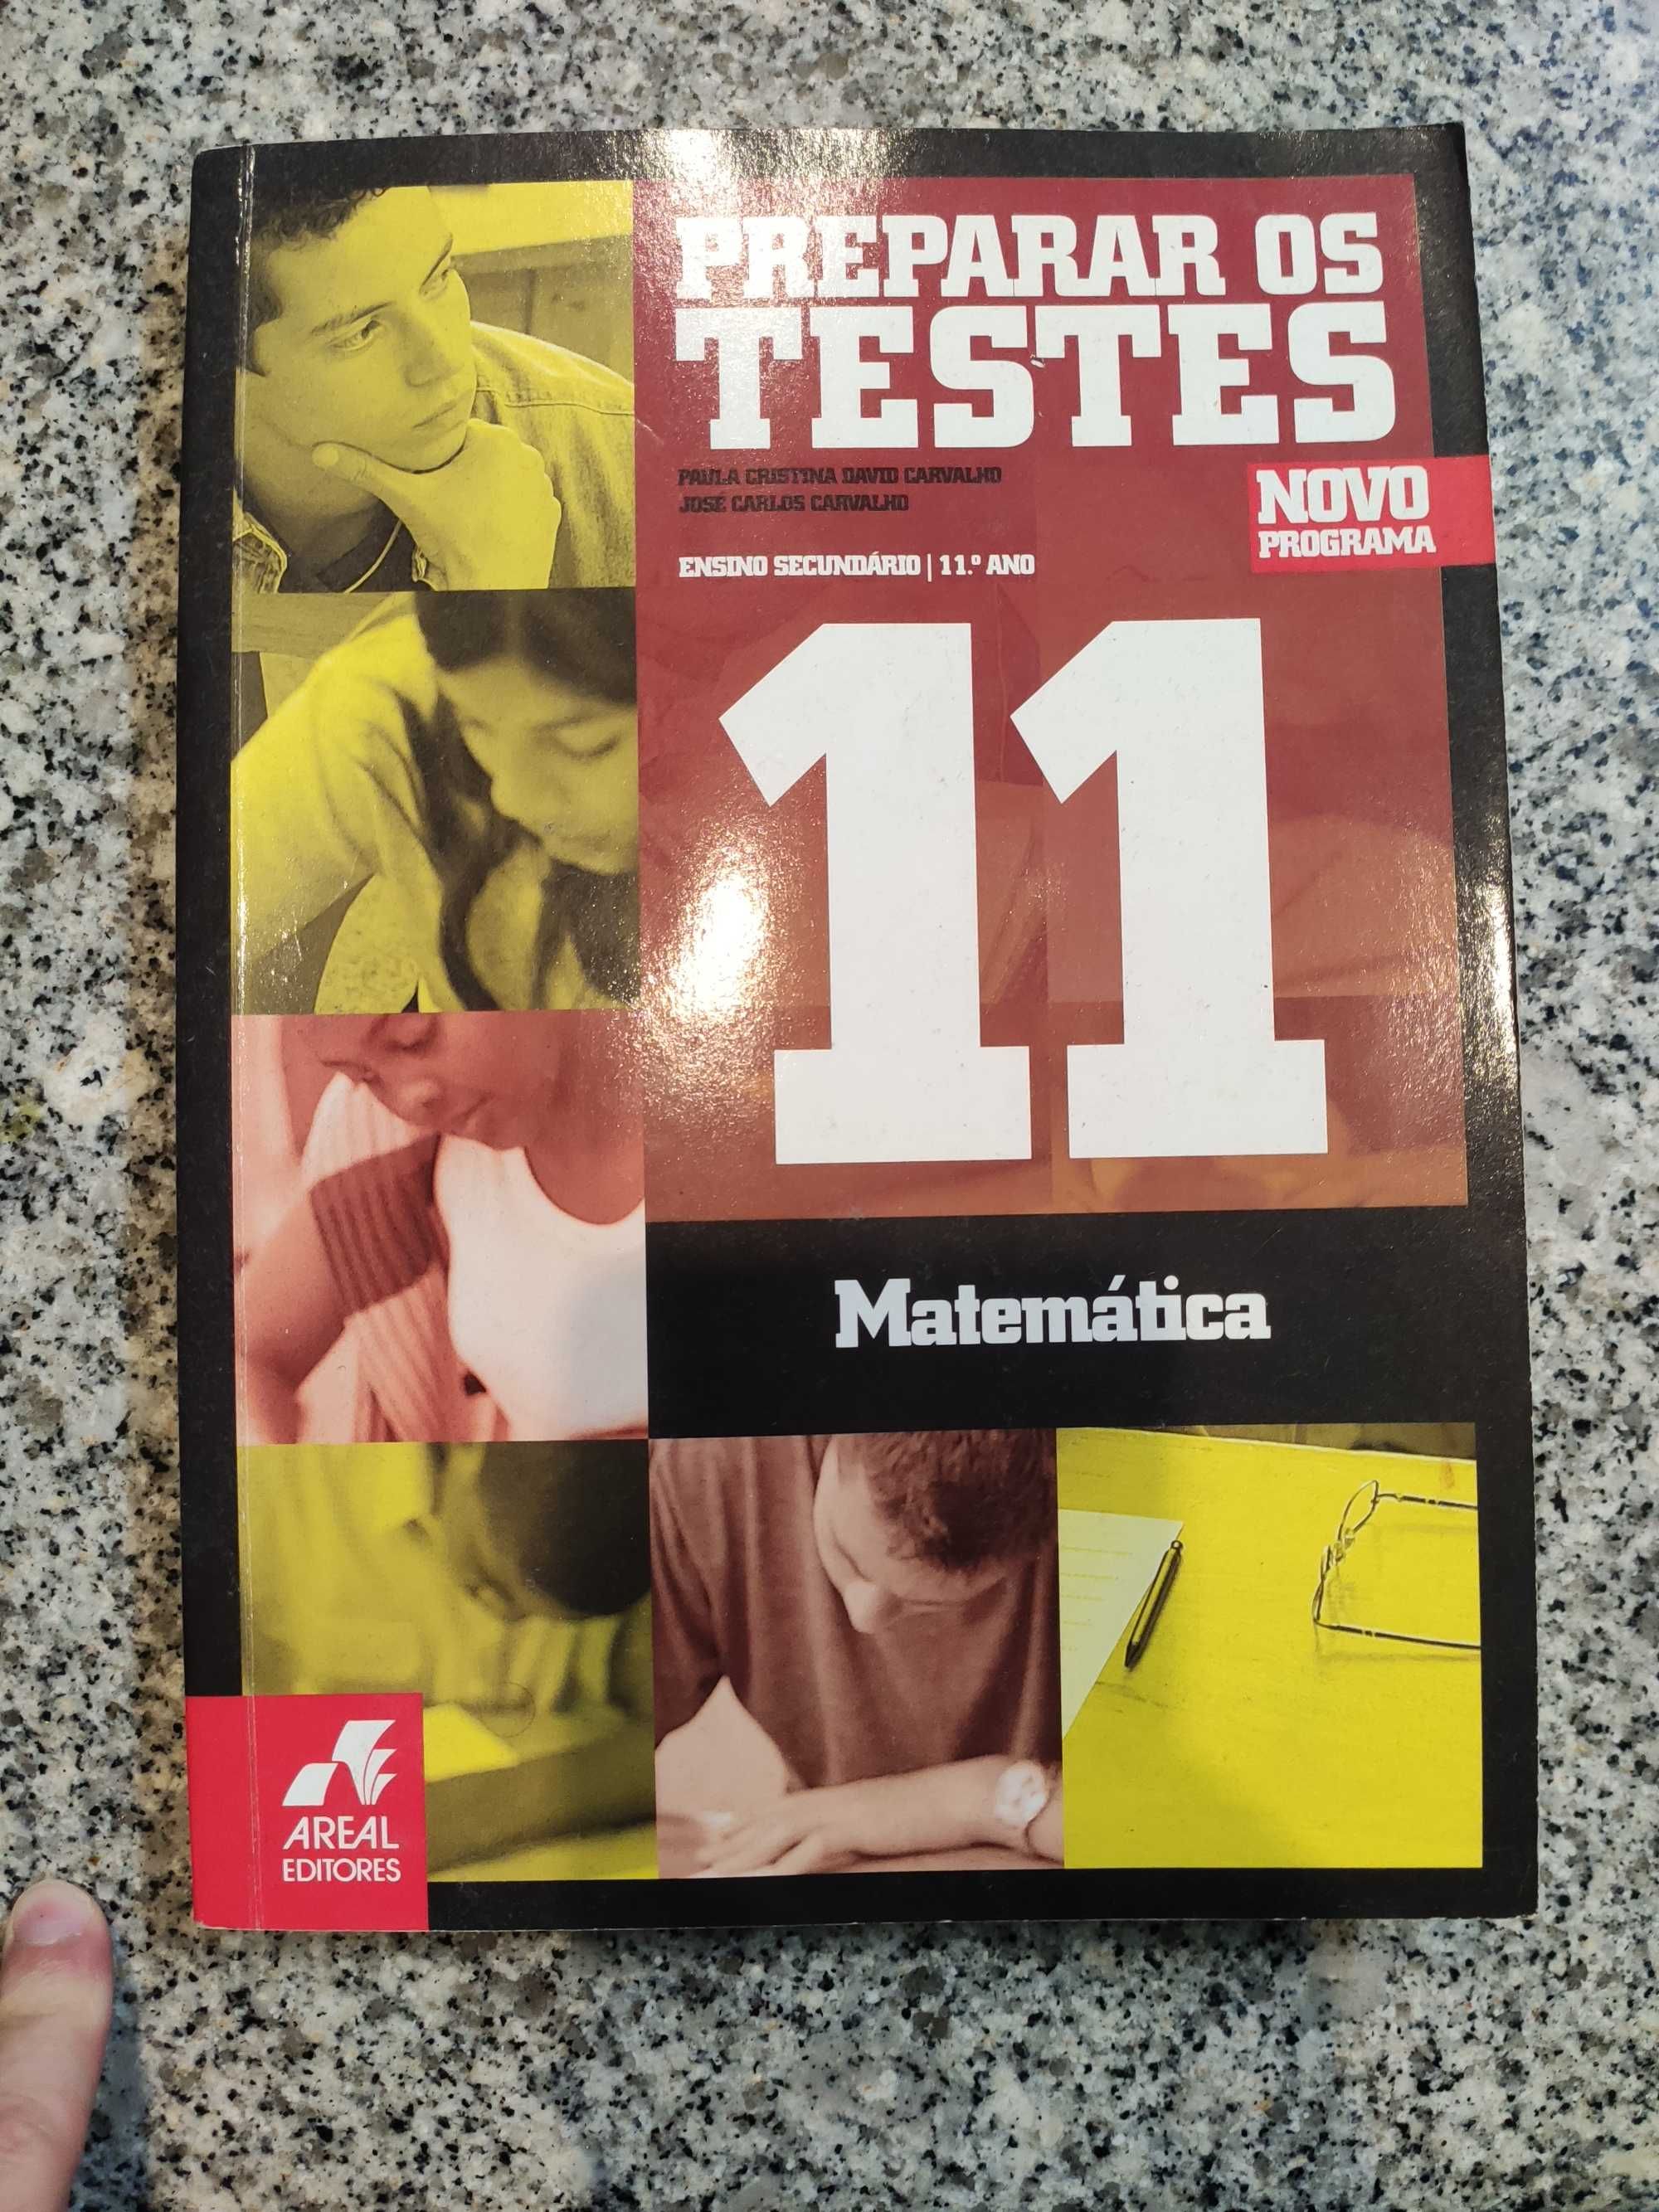 PREPARAR OS
TESTES
PAULA CRISTINA DAVID CARVALHO
JOSÉ CARLOS CARVALHO
NOVO
PROGRAMA
ENSINO SECUNDÁRIO | 11.º ANO
11
Matemática
AREAL
EDITORES